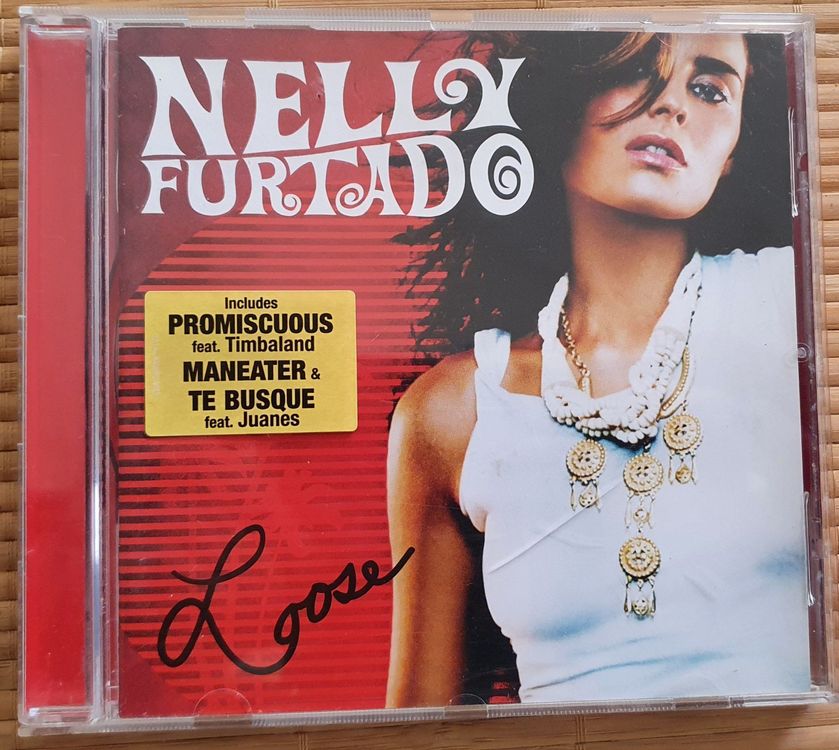 NELLY
FURTADO
Includes
PROMISCUOUS
feat. Timbaland
MANEATER &
TE BUSQUE
feat. Juanes
Loose